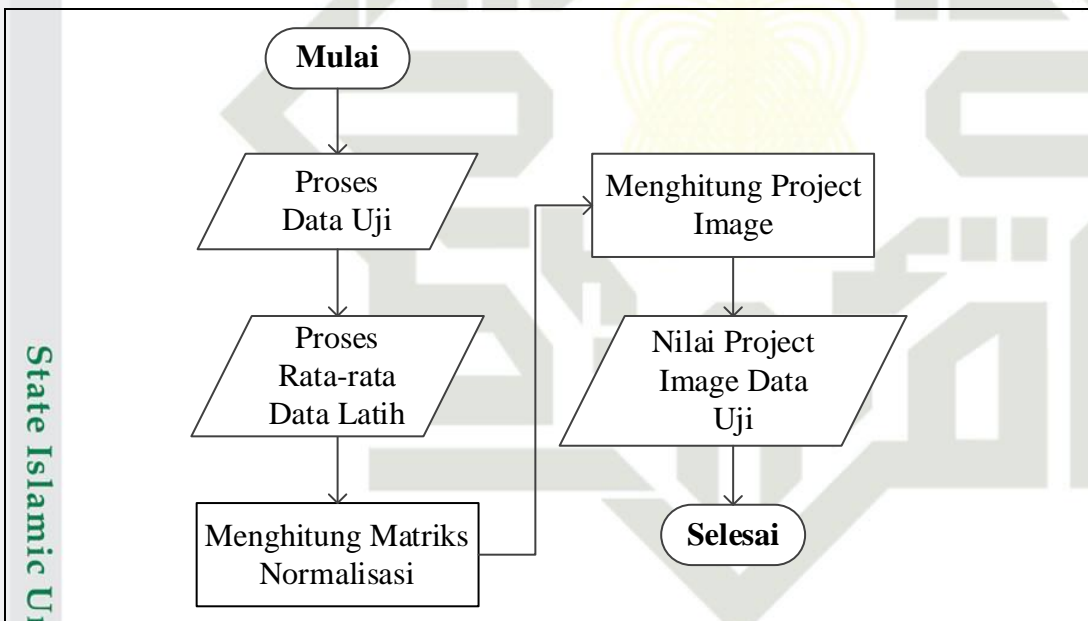 Mulai
Proses
Data Uji
Proses
Rata-rata
Data Latih
Menghitung Matriks
Normalisasi
Menghitung Project
Image
Nilai Project
Image Data
Uji
Selesai
State Islamic